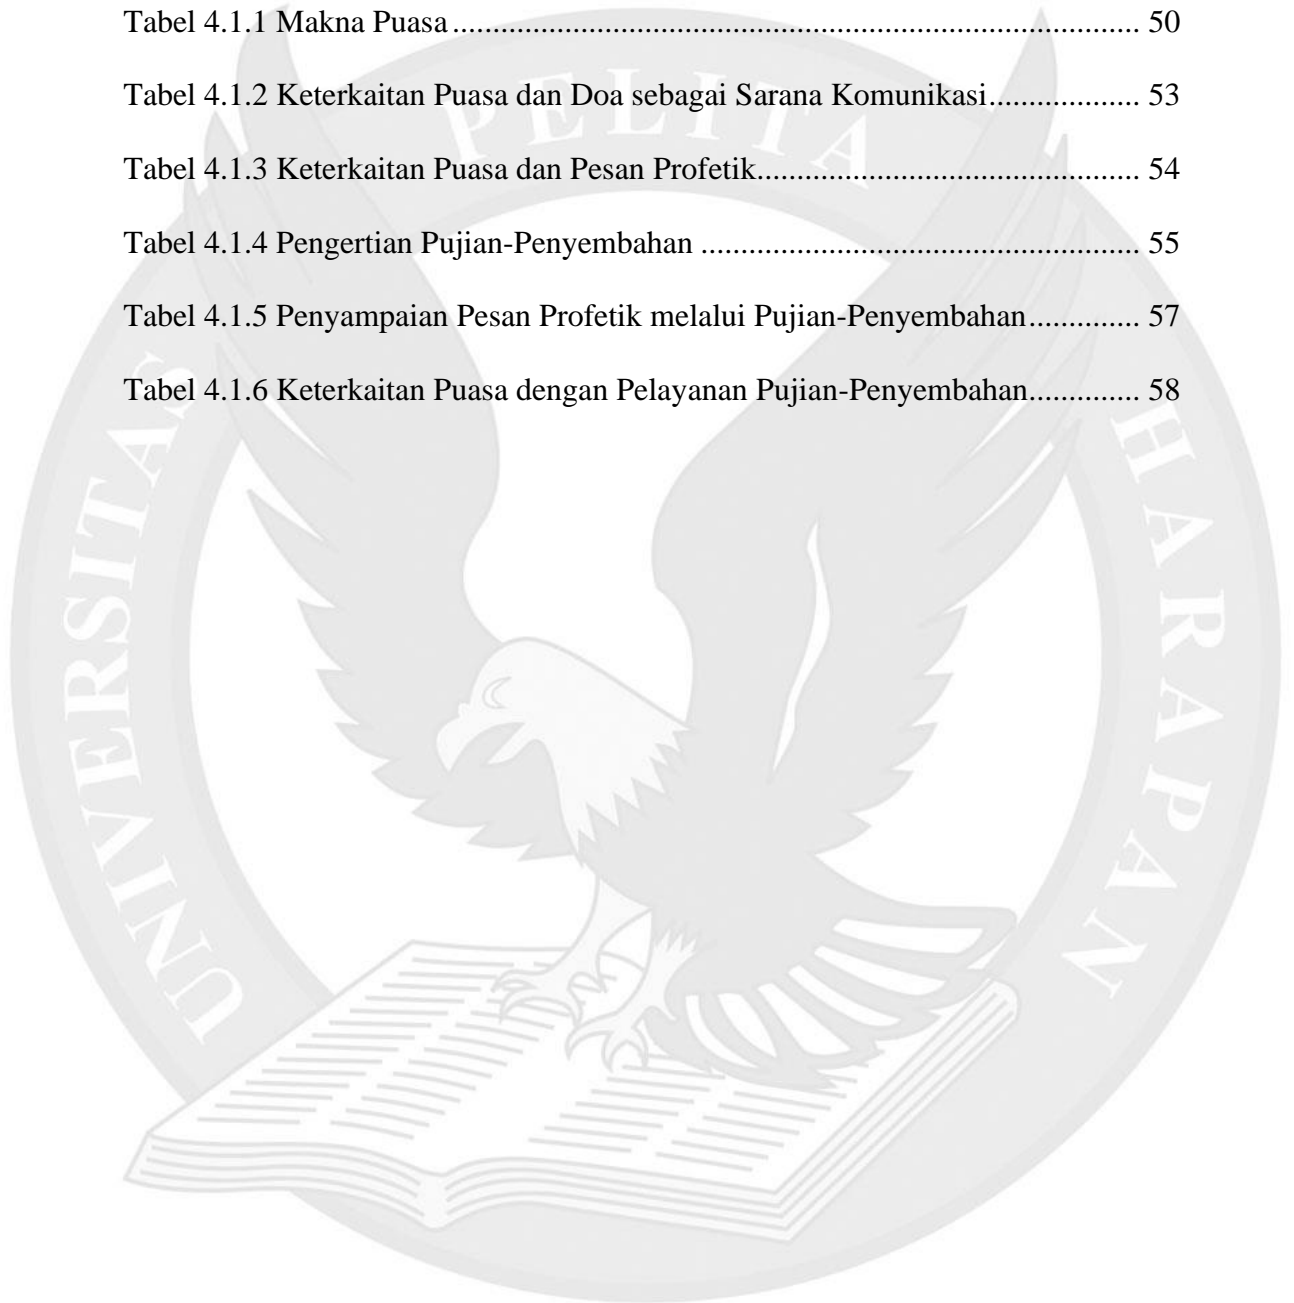 Tabel 4.1.1 Makna Puasa ..................................................................................... 50
Tabel 4.1.2 Keterkaitan Puasa dan Doa sebagai Sarana Komunikasi................... 53
Tabel 4.1.3 Keterkaitan Puasa dan Pesan Profetik................................................ 54
Tabel 4.1.4 Pengertian Pujian-Penyembahan ....................................................... 55
Tabel 4.1.5 Penyampaian Pesan Profetik melalui Pujian-Penyembahan.............. 57
Tabel 4.1.6 Keterkaitan Puasa dengan Pelayanan Pujian-Penyembahan.............. 58
UNIVERSITAS PELITA HARAPAN